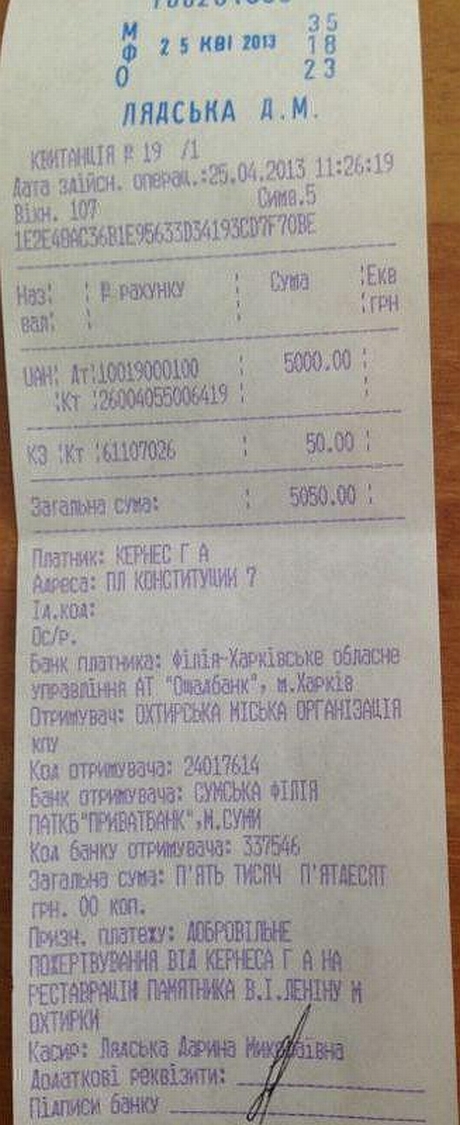 М 35
Ф 25 КВІ 2013 18
О 23
ЛЯДСЬКА Д.М.
КВИТАНЦІЯ № 19 /1
Дата здійсн. операц.:25.04.2013 11:26:19
Вікн. 107 Симв.5
1E2E48AC36B1E95633D34193CD7F70BE
Наз¦ ¦ № рахунку ¦ Сума ¦Екв
вал¦ ¦ ¦ ¦грн
UAH¦ Дт¦10019000100 ¦ 5000.00 ¦
¦Кт ¦26004055006419 ¦ ¦
КЗ ¦Кт ¦61107026 ¦ 50.00 ¦
Загальна сума: ¦ 5050.00 ¦
Платник: КЕРНЕС Г А
Адреса: ПЛ КОНСТИТУЦИИ 7
Ід.код:
Ос/р.
Банк платника: Філія-Харківське обласне
управління АТ "Ощадбанк", м.Харків
Отримувач: ОХТИРСЬКА МІСЬКА ОРГАНІЗАЦІЯ
КПУ
Код отримувача: 24017614
Банк отримувача: СУМСЬКА ФІЛІЯ
ПАТКБ"ПРИВАТБАНК",М.СУМИ
Код банку отримувача: 337546
Загальна сума: П'ЯТЬ ТИСЯЧ П'ЯТДЕСЯТ
грн. 00 коп.
Призн. платежу: ДОБРОВІЛЬНЕ
ПОЖЕРТВУВАННЯ ВІД КЕРНЕСА Г А НА
РЕСТАВРАЦІЮ ПАМЯТНИКА В.І.ЛЕНІНУ М
ОХТИРКИ
Касир: Лядська Дарина Миколаївна
Додаткові реквізити:
Підписи банку